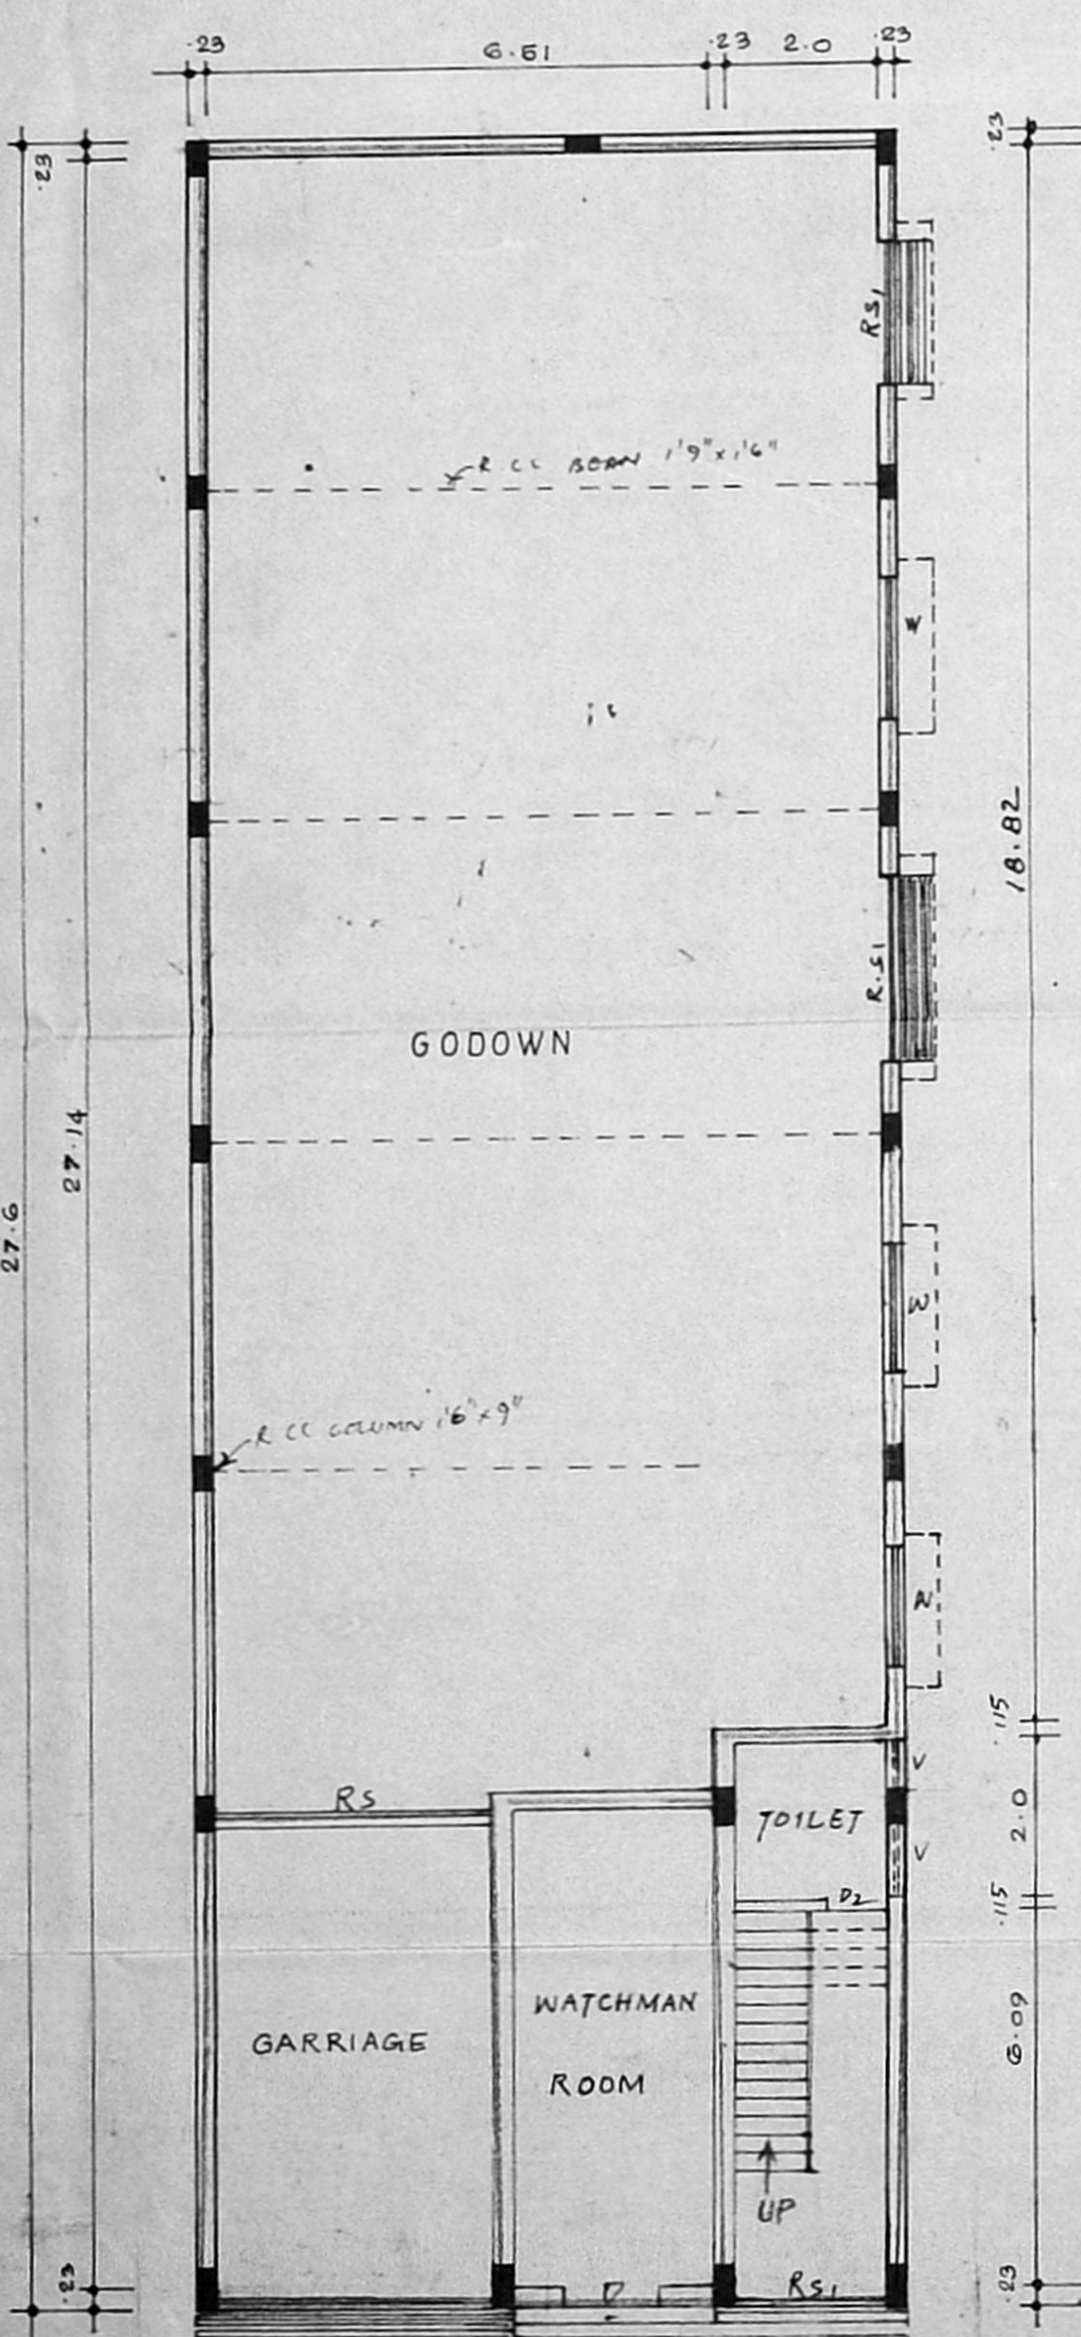 .23 6.51 .23 2.0 .23
.23
.23
RS1
R.CC BEAM 1'9"x1'6"
W
18.82
R.S1
GODOWN
27.14
27.6
W
R CC COLUMN 1'6"x9"
W
.115
V
RS
2.0
TOILET
V
.115
D2
WATCHMAN
ROOM
GARRIAGE
6.09
UP
.23
.23
D
RS1